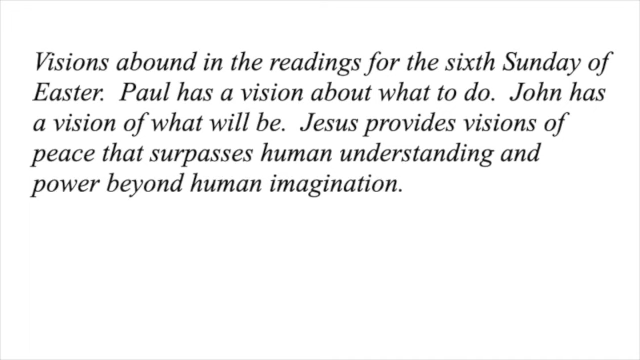 Visions abound in the readings for the sixth Sunday of
Easter.  Paul has a vision about what to do.  John has
a vision of what will be.  Jesus provides visions of
peace that surpasses human understanding and
power beyond human imagination.